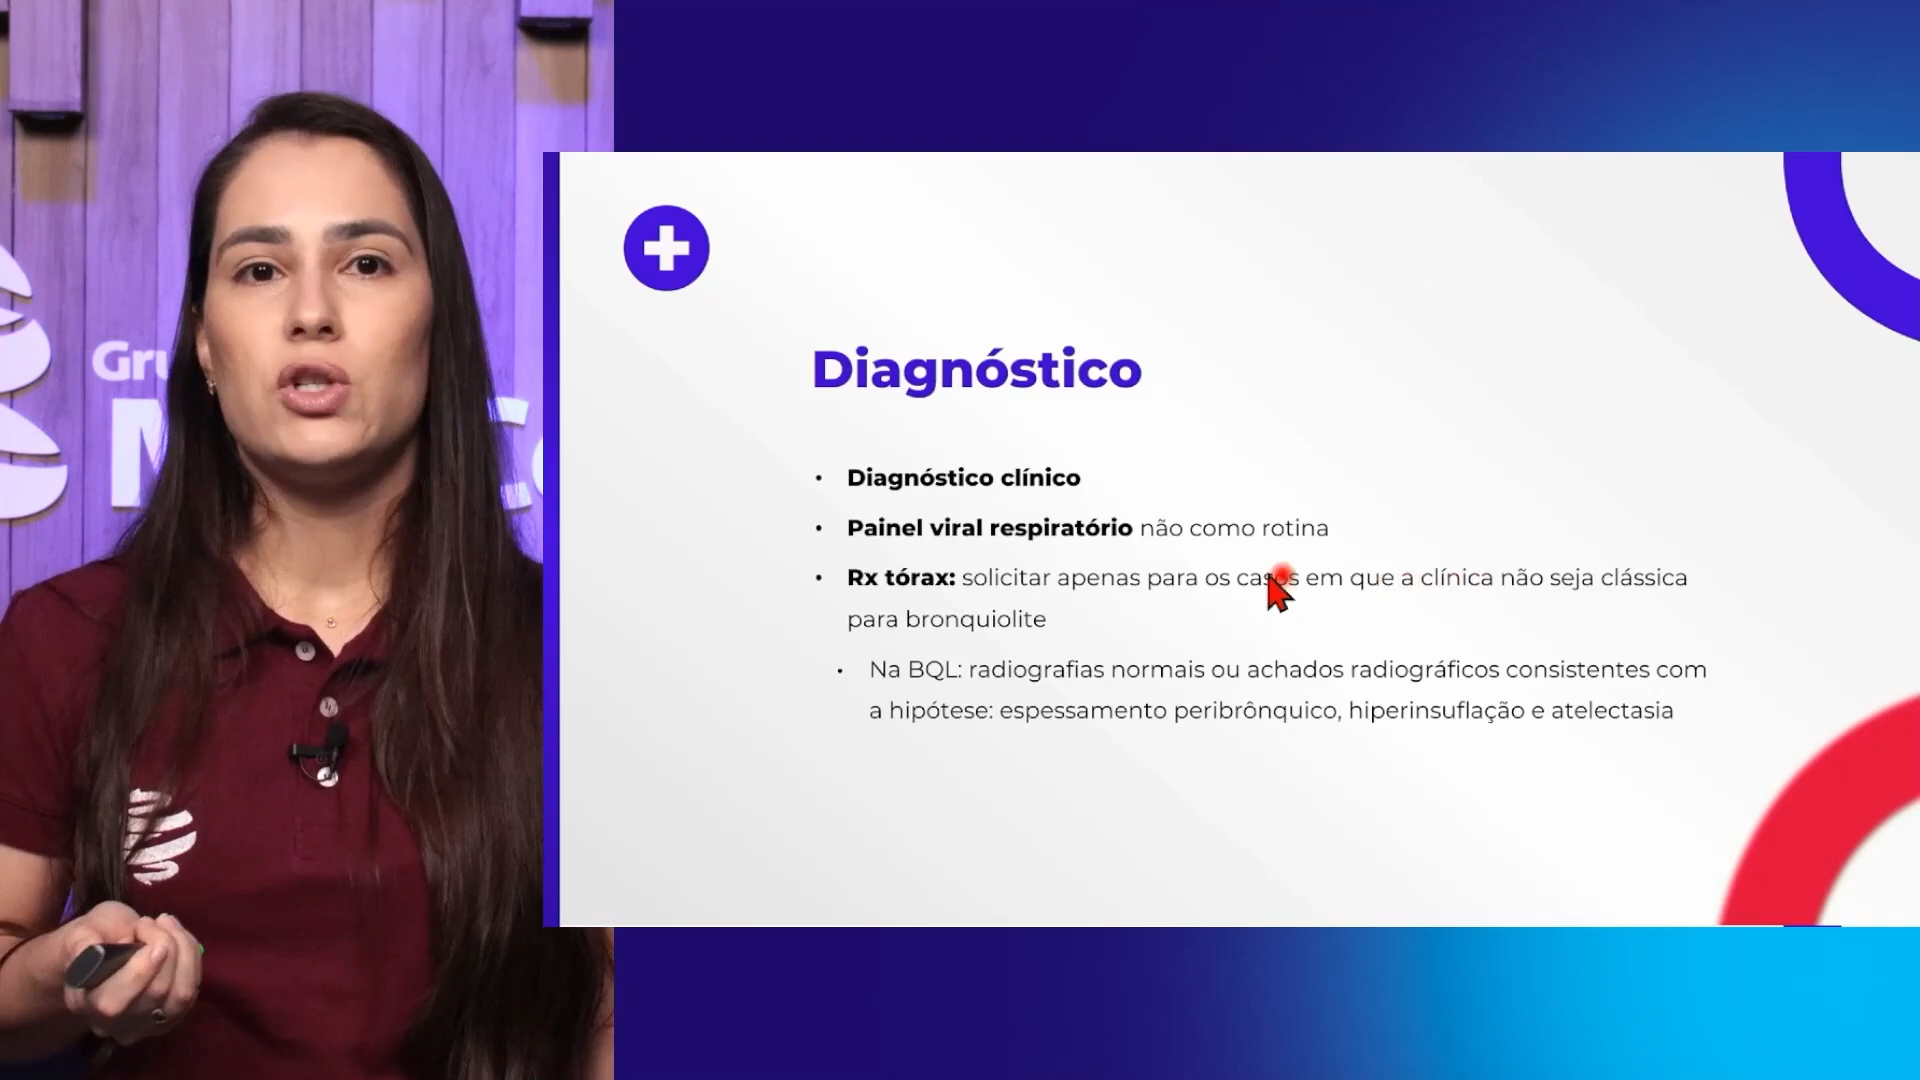 Diagnóstico
• Diagnóstico clínico
• Painel viral respiratório não como rotina
• Rx tórax: solicitar apenas para os casos em que a clínica não seja clássica
para bronquiolite
• Na BQL: radiografias normais ou achados radiográficos consistentes com
a hipótese: espessamento peribrônquico, hiperinsuflação e atelectasia